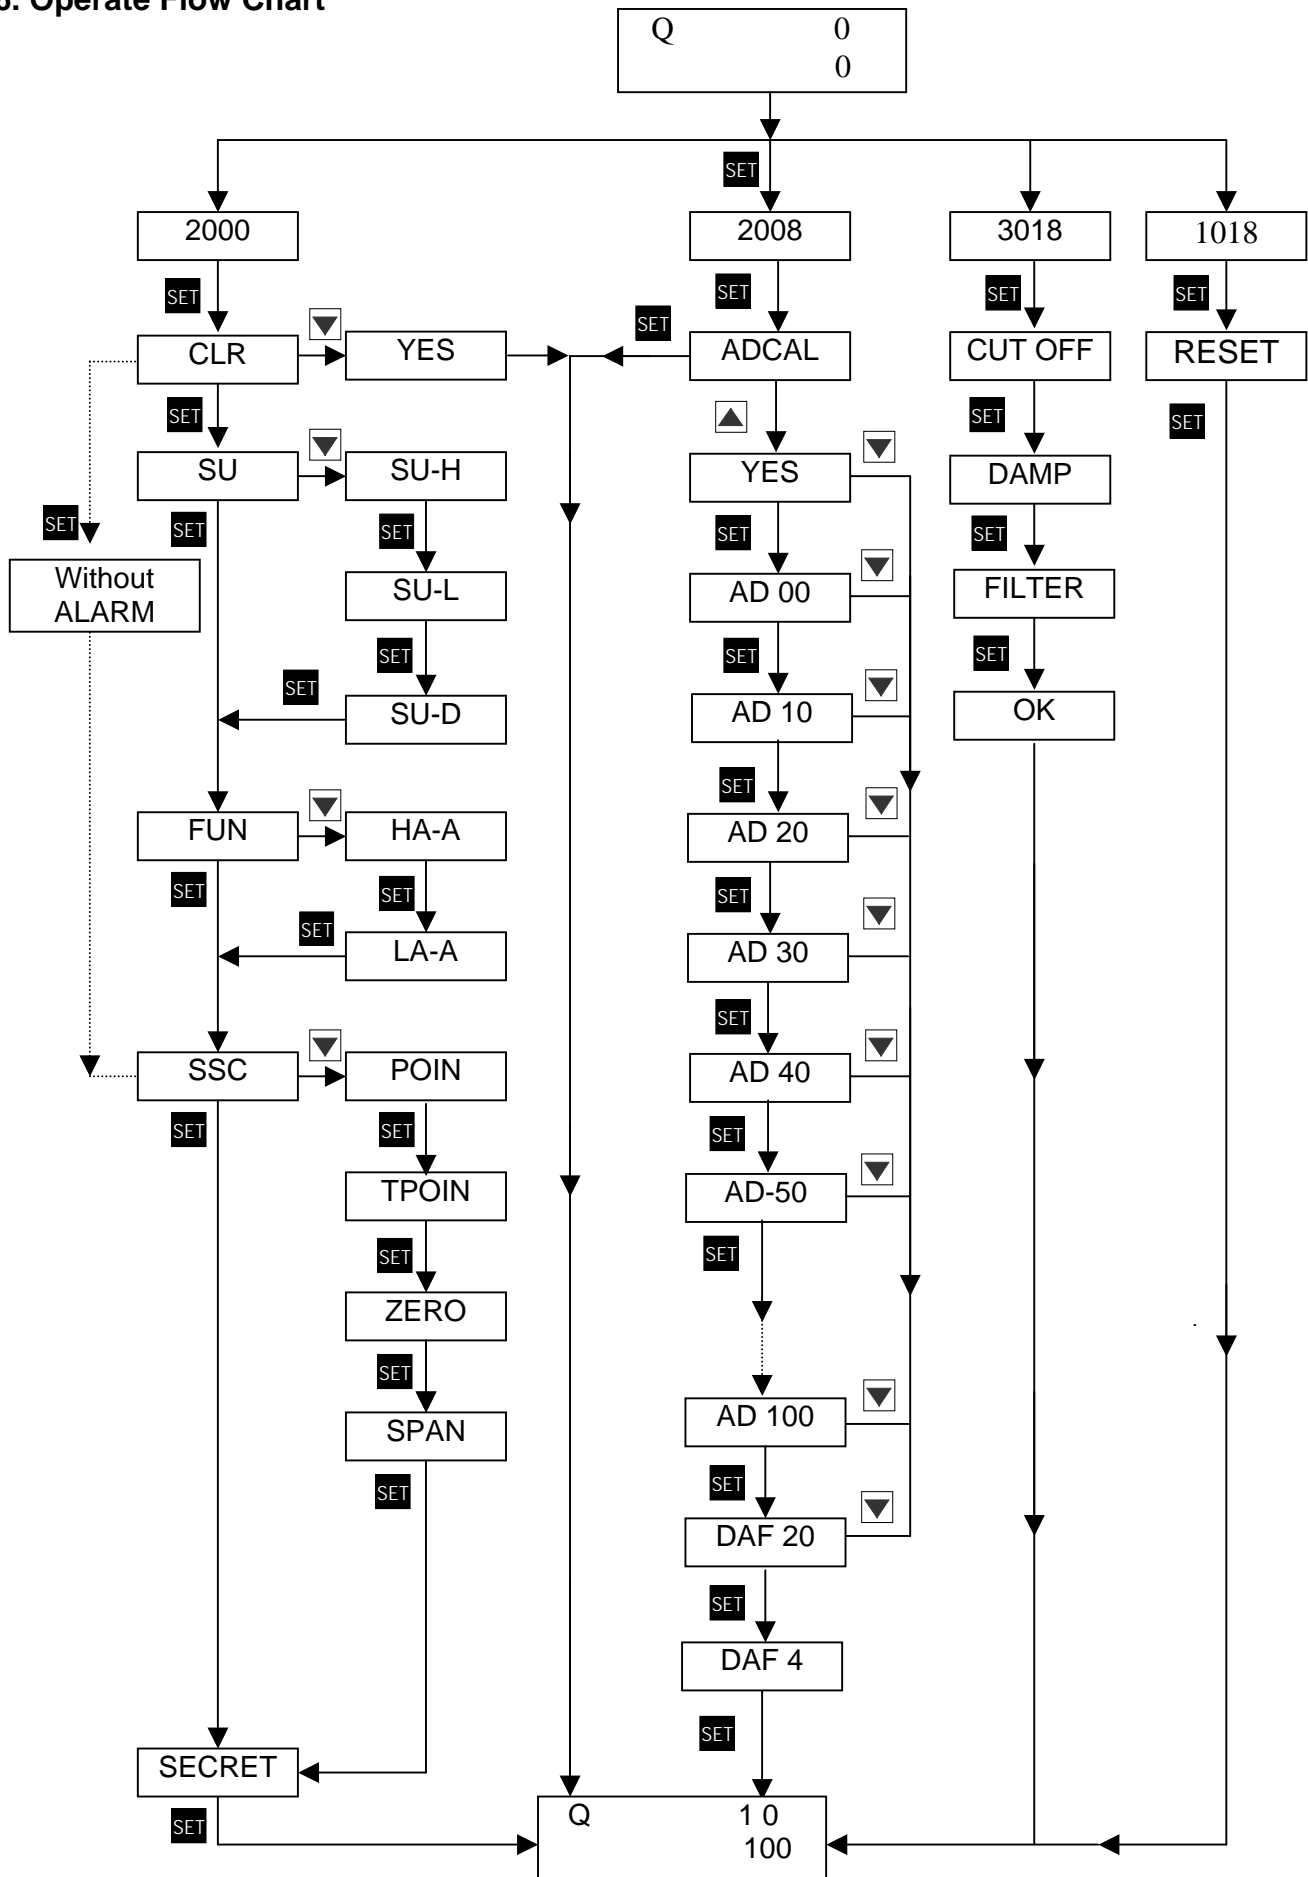 . Operate Flow Chart
Q 0
0
SET
2000
2008
3018
1018
SET
SET
SET
SET
SET
CLR
YES
ADCAL
CUT OFF
RESET
SET
SET
SET
SU
SU-H
YES
DAMP
SET
SET
SET
SET
SET
Without
ALARM
SU-L
AD 00
FILTER
SET
SET
SET
SET
SU-D
AD 10
OK
SET
FUN
HA-A
AD 20
SET
SET
SET
SET
LA-A
AD 30
SET
SSC
POIN
AD 40
SET
SET
SET
TPOIN
AD-50
SET
SET
ZERO
SET
SPAN
AD 100
SET
SET
DAF 20
SET
DAF 4
SET
SECRET
SET
Q 1 0
100